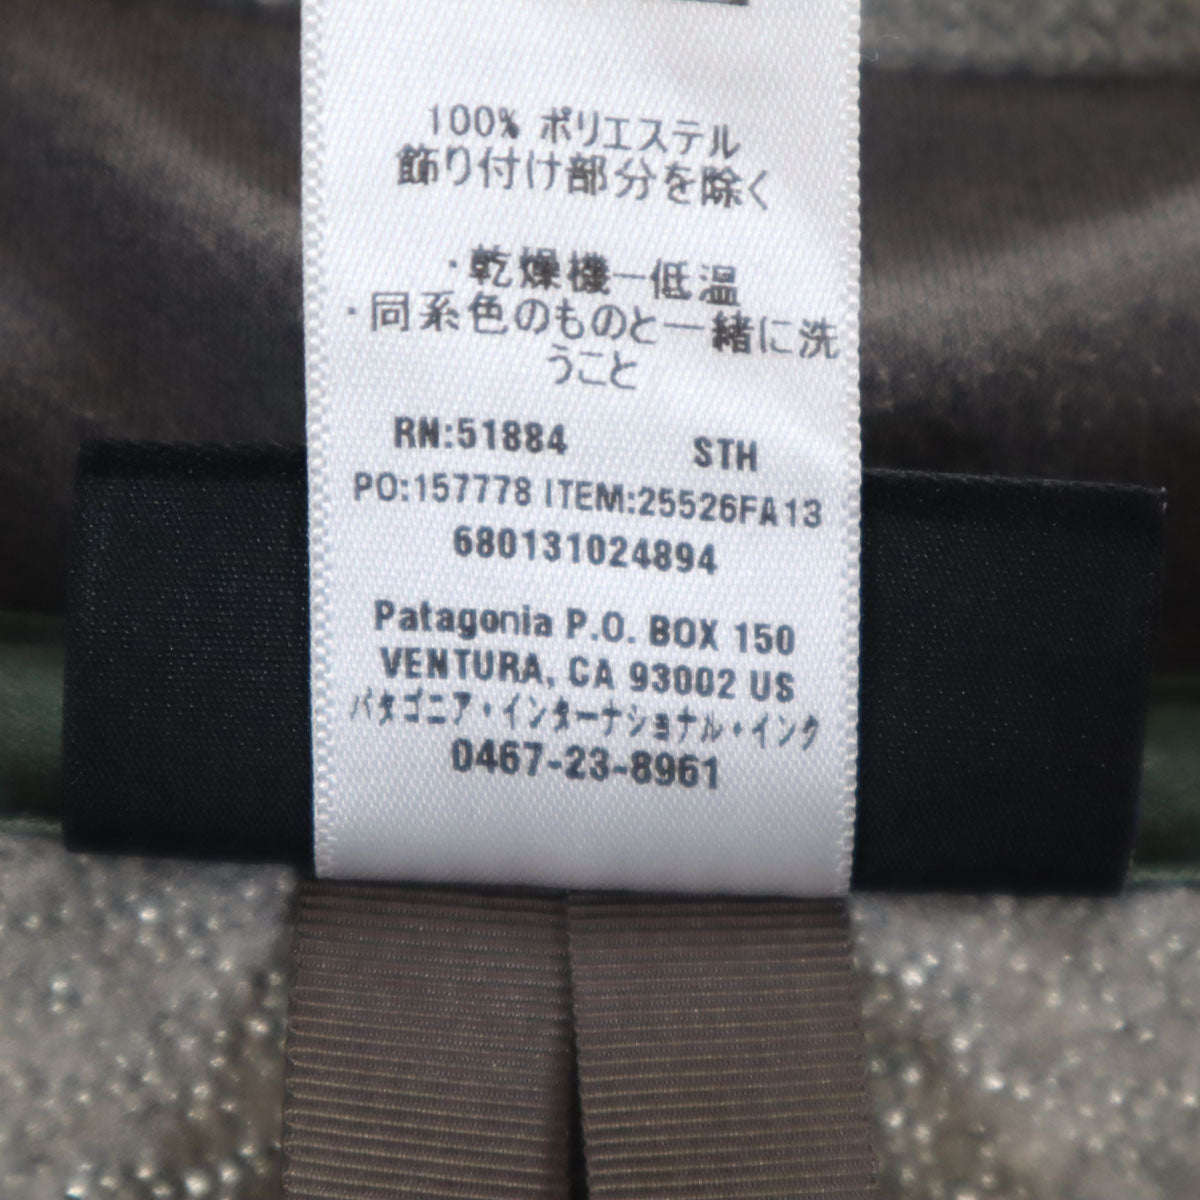 100% ポリエステル
飾り付け部分を除く
・乾燥機ー低温
・同系色のものと一緒に洗
うこと
RN:51884 STH
PO:157778 ITEM:25526FA13
680131024894
Patagonia P.O. BOX 150
VENTURA, CA 93002 US
パタゴニア・インターナショナル・インク
0467-23-8961